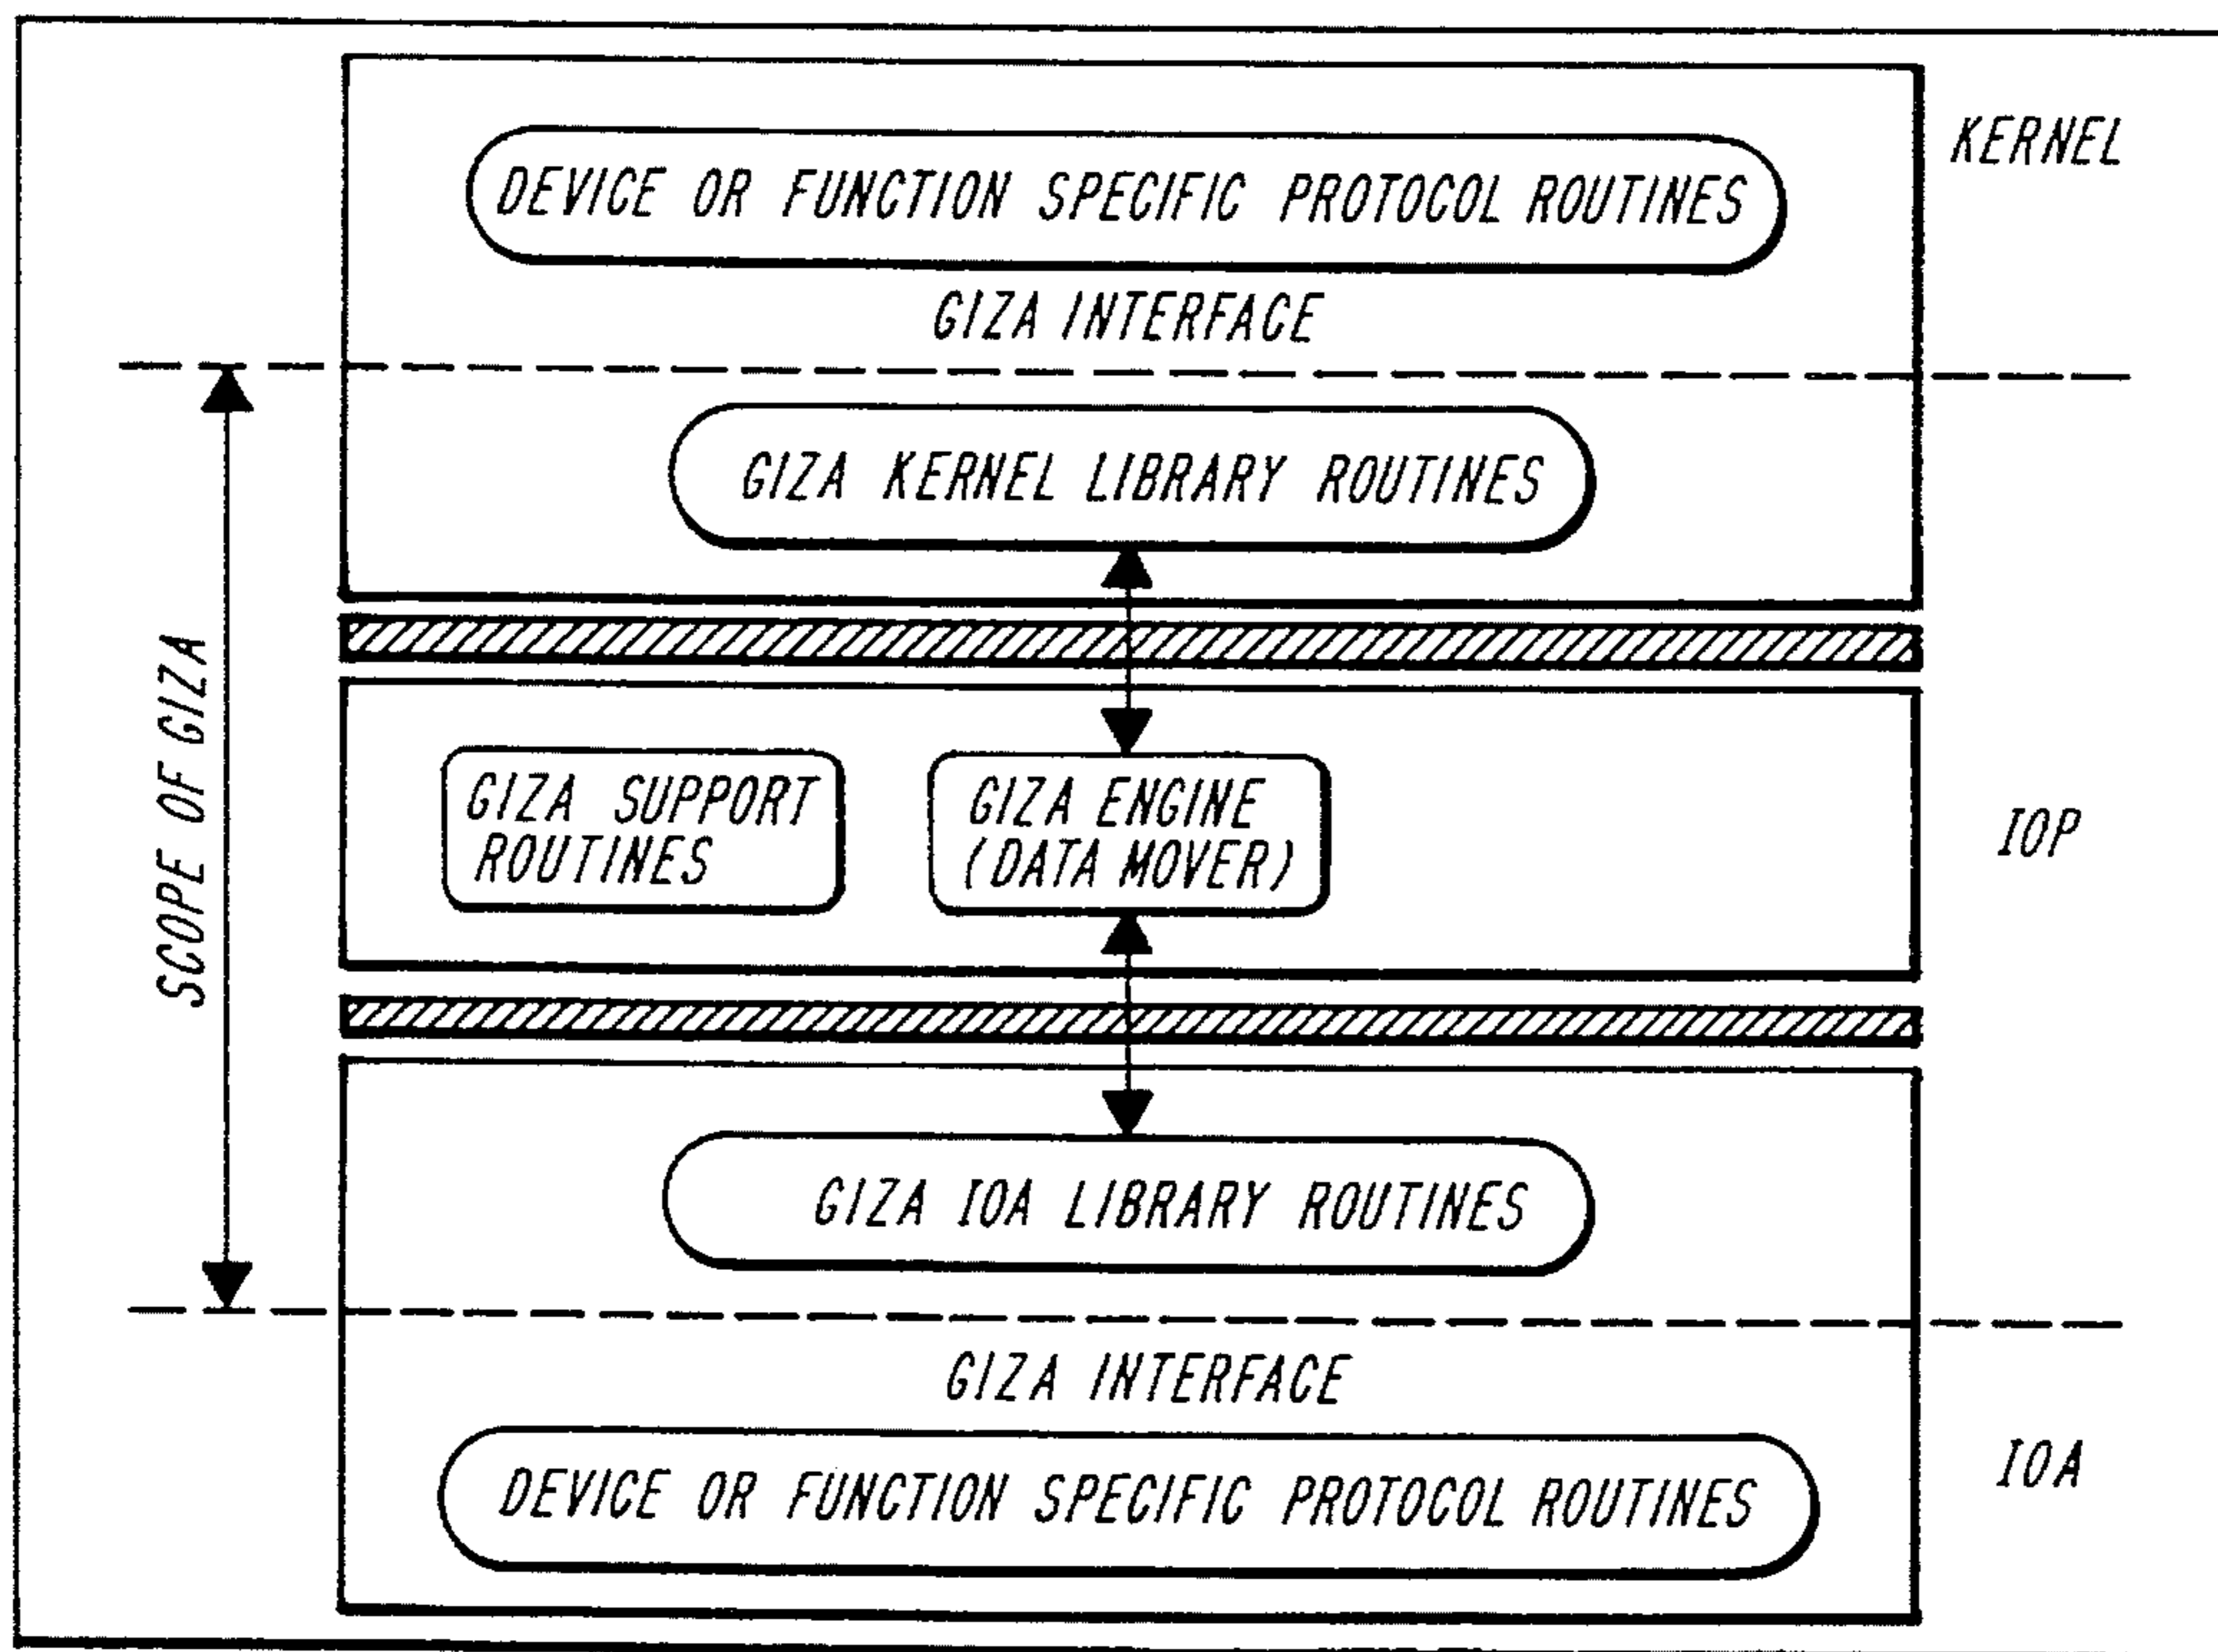 KERNEL
DEVICE OR FUNCTION SPECIFIC PROTOCOL ROUTINES
GIZA INTERFACE
GIZA KERNEL LIBRARY ROUTINES
SCOPE OF GIZA
GIZA SUPPORT
ROUTINES
GIZA ENGINE
(DATA MOVER)
IOP
GIZA IOA LIBRARY ROUTINES
GIZA INTERFACE
IOA
DEVICE OR FUNCTION SPECIFIC PROTOCOL ROUTINES